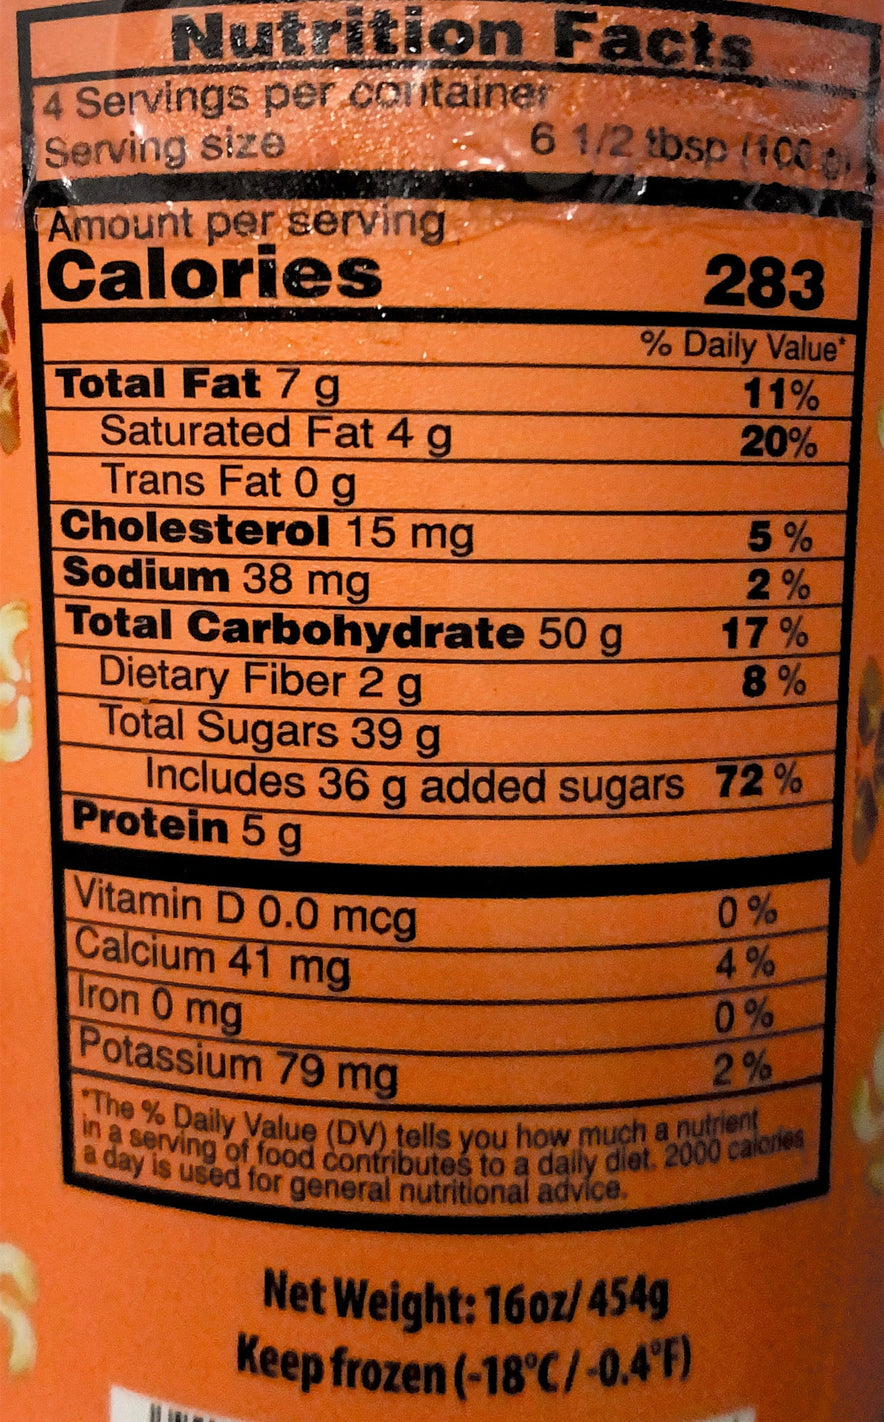 Nutrition Facts
4 Servings per container
Serving size 6 1/2 tbsp (100 g)
Amount per serving
Calories 283
% Daily Value*
Total Fat 7 g 11%
Saturated Fat 4 g 20%
Trans Fat 0 g
Cholesterol 15 mg 5 %
Sodium 38 mg 2 %
Total Carbohydrate 50 g 17 %
Dietary Fiber 2 g 8 %
Total Sugars 39 g
Includes 36 g added sugars 72 %
Protein 5 g
Vitamin D 0.0 mcg 0 %
Calcium 41 mg 4 %
Iron 0 mg 0 %
Potassium 79 mg 2 %
*The % Daily Value (DV) tells you how much a nutrient
in a serving of food contributes to a daily diet. 2000 calories
a day is used for general nutritional advice.
Net Weight: 16oz/ 454g
Keep frozen (-18°C / -0.4°F)